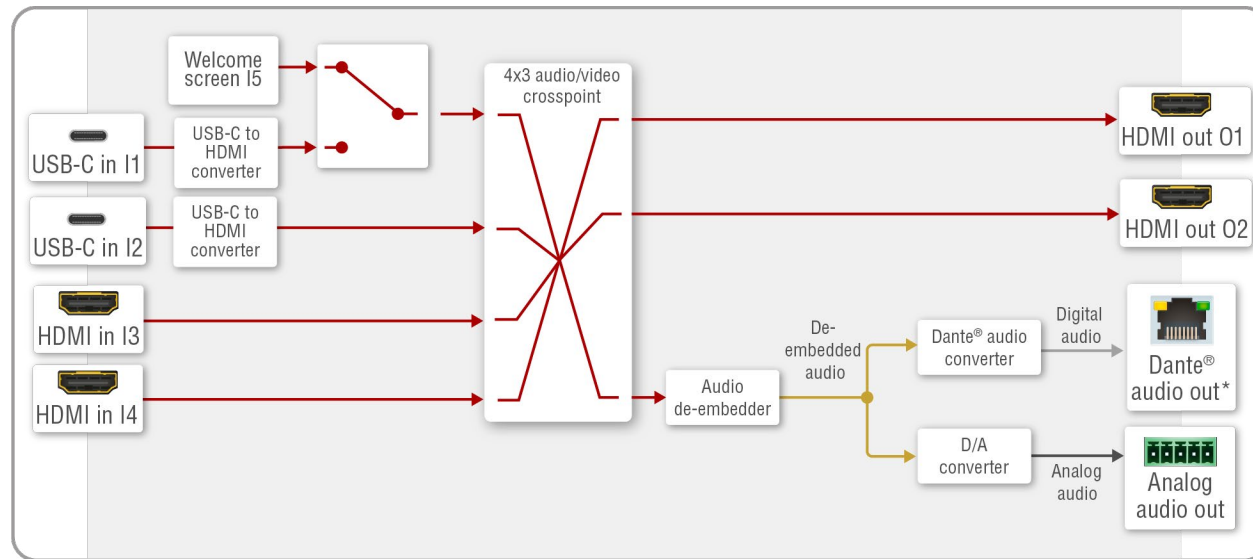 Welcome
screen I5
USB-C in I1
USB-C to
HDMI
converter
USB-C in I2
USB-C to
HDMI
converter
HDMI in I3
HDMI in I4
4x3 audio/video
crosspoint
HDMI out O1
HDMI out O2
Audio
de-embedder
De-
embedded
audio
Dante® audio
converter
Digital
audio
Dante®
audio out*
D/A
converter
Analog
audio
Analog
audio out